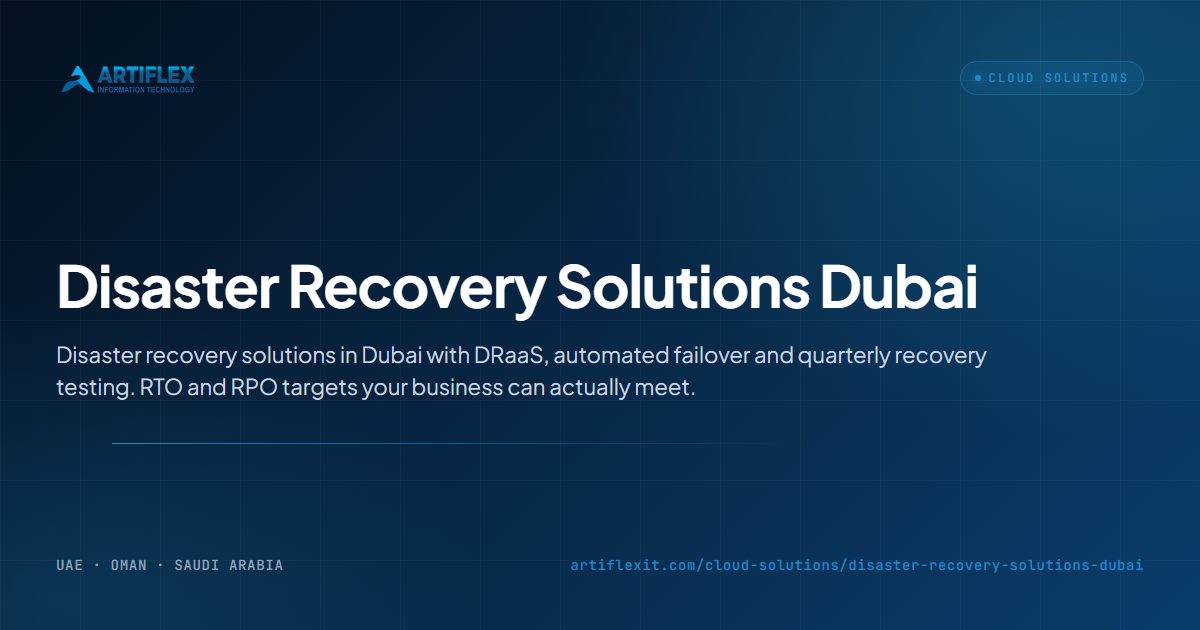 ARTIFLEX
INFORMATION TECHNOLOGY
CLOUD SOLUTIONS
Disaster Recovery Solutions Dubai
Disaster recovery solutions in Dubai with DRaaS, automated failover and quarterly recovery
testing. RTO and RPO targets your business can actually meet.
UAE · OMAN · SAUDI ARABIA
artiflexit.com/cloud-solutions/disaster-recovery-solutions-dubai